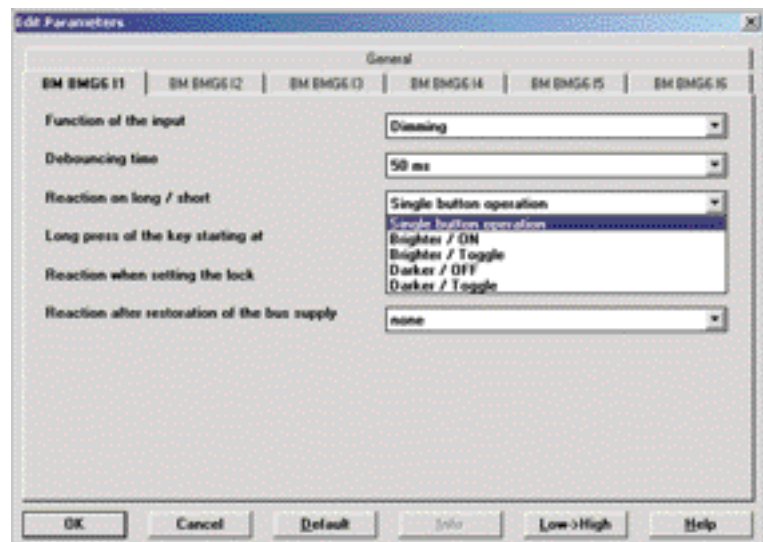 Edit Parameters
General
BM BMG6 I1
BM BMG6 I2
BM BMG6 I3
BM BMG6 I4
BM BMG6 I5
BM BMG6 I6
Function of the input
Dimming
Debouncing time
50 ms
Reaction on long / short
Single button operation
Single button operation
Brighter / ON
Brighter / Toggle
Darker / OFF
Darker / Toggle
Long press of the key starting at
Reaction when setting the lock
Reaction after restoration of the bus supply
none
OK
Cancel
Default
Info
Low->High
Help